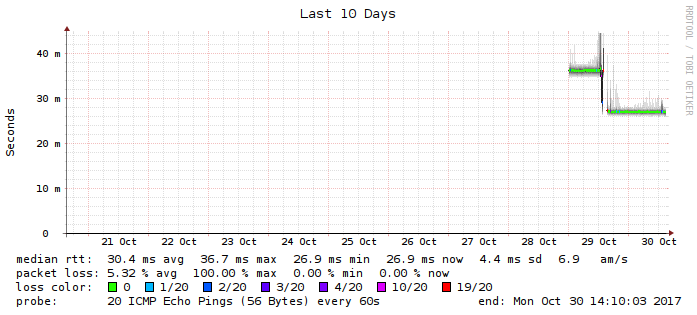 Last 10 Days
RRDTOOL / TOBI OETIKER
Seconds
40 m
30 m
20 m
10 m
0
21 Oct 22 Oct 23 Oct 24 Oct 25 Oct 26 Oct 27 Oct 28 Oct 29 Oct 30 Oct
median rtt: 30.4 ms avg 36.7 ms max 26.9 ms min 26.9 ms now 4.4 ms sd 6.9 am/s
packet loss: 5.32 % avg 100.00 % max 0.00 % min 0.00 % now
loss color: 0 1/20 2/20 3/20 4/20 10/20 19/20
probe: 20 ICMP Echo Pings (56 Bytes) every 60s end: Mon Oct 30 14:10:03 2017